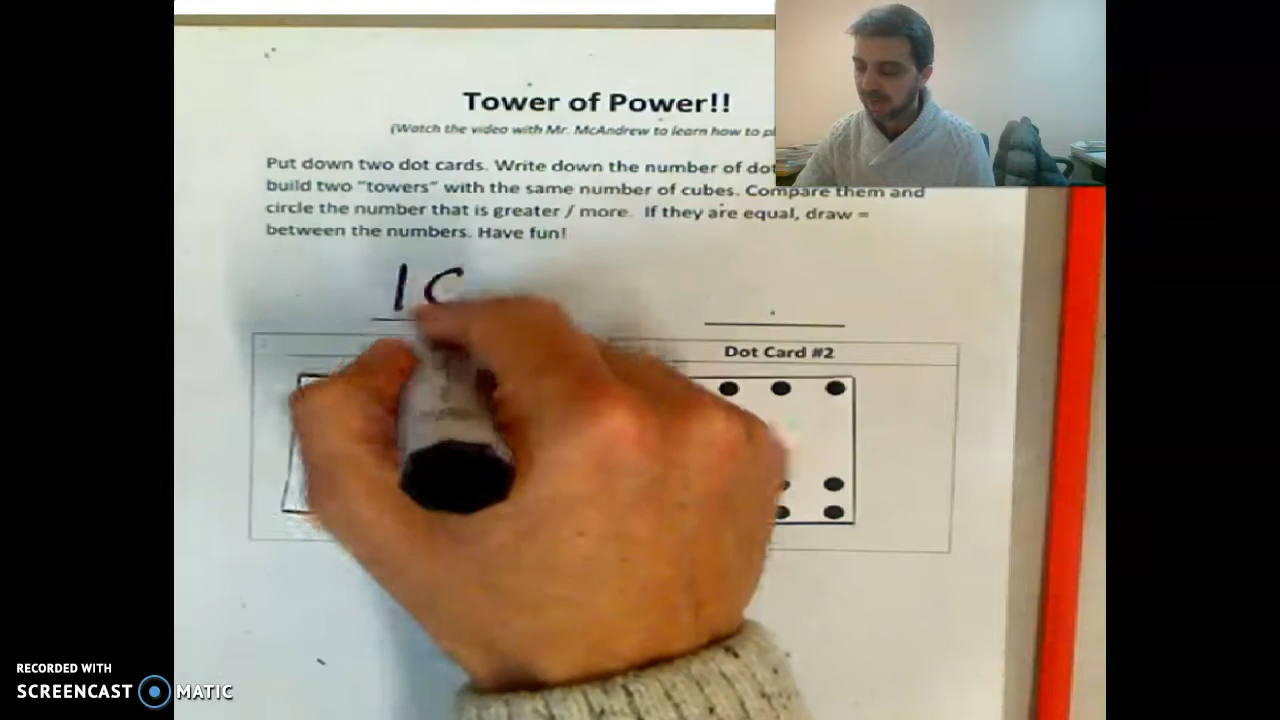 Tower of Power!!
(Watch the video with Mr. McAndrew to learn how to
Put down two dot cards. Write down the number of
build two "towers" with the same number of cubes. Compare them and
circle the number that is greater / more. If they are equal, draw =
between the numbers. Have fun!
1
Dot Card #2
RECORDED WITH
SCREENCAST MATIC